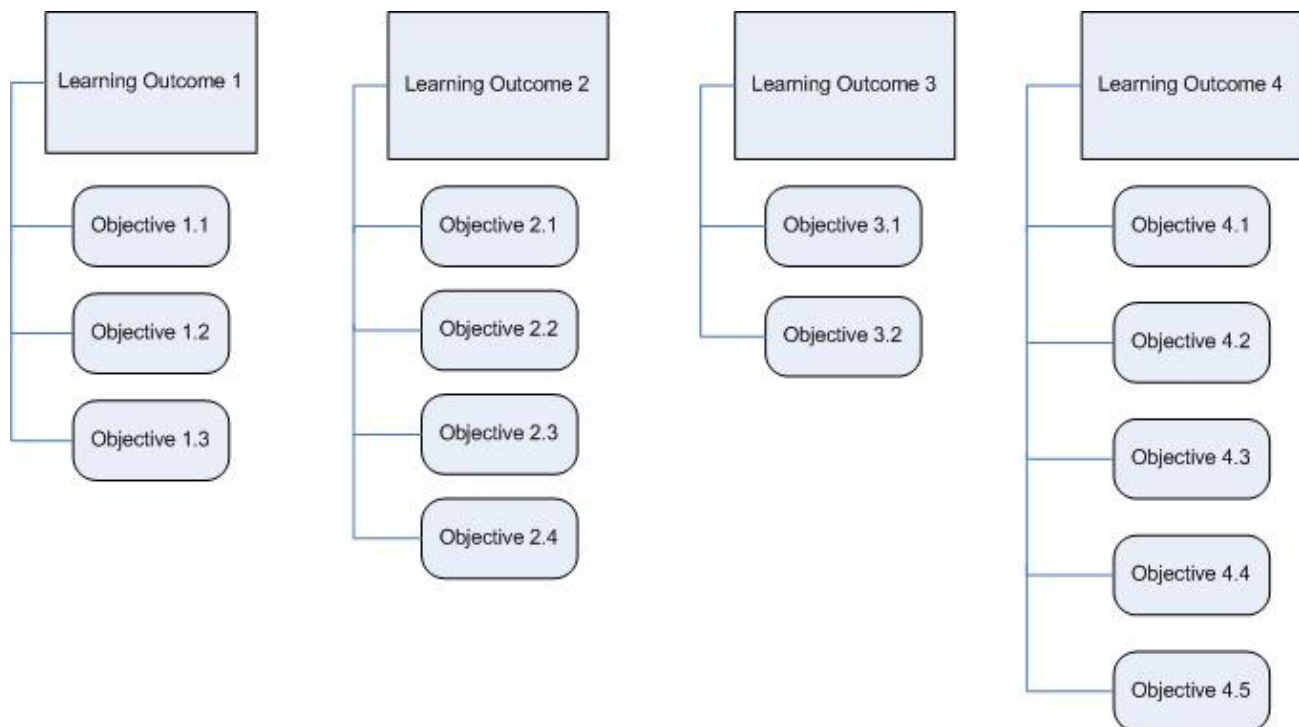 Learning Outcome 1
Objective 1.1
Objective 1.2
Objective 1.3
Learning Outcome 2
Objective 2.1
Objective 2.2
Objective 2.3
Objective 2.4
Learning Outcome 3
Objective 3.1
Objective 3.2
Learning Outcome 4
Objective 4.1
Objective 4.2
Objective 4.3
Objective 4.4
Objective 4.5